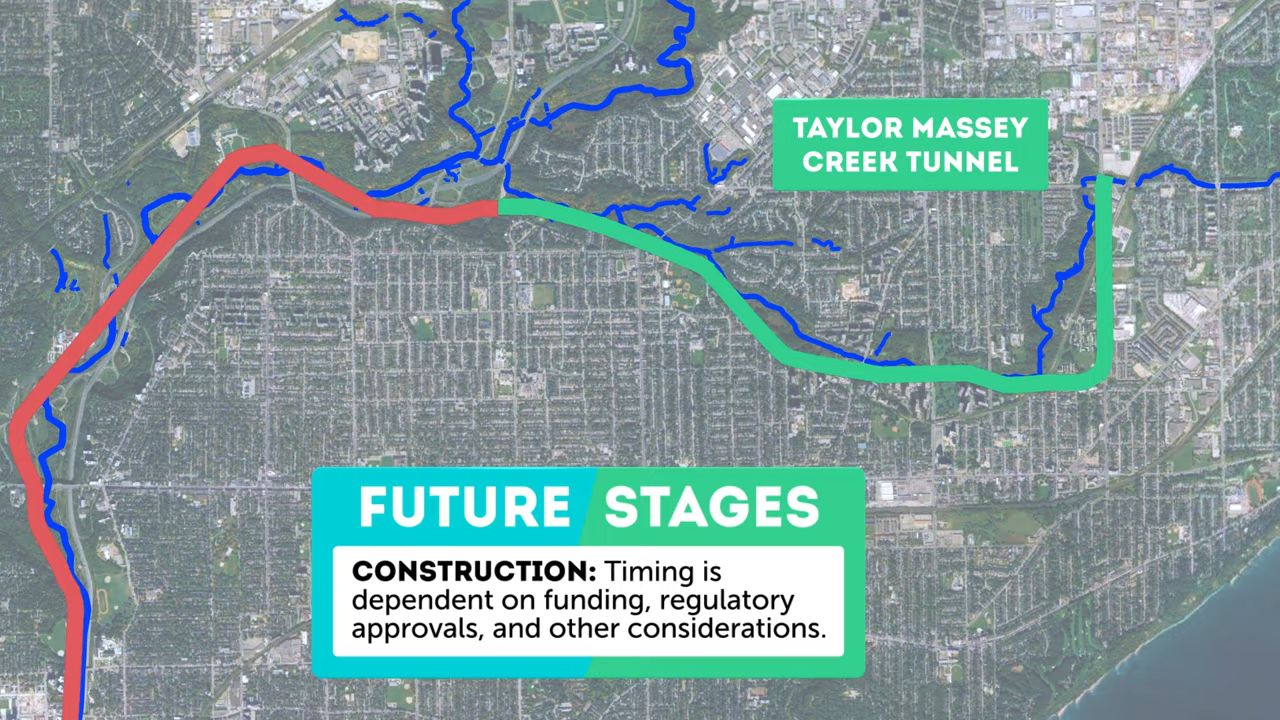 TAYLOR MASSEY
CREEK TUNNEL
FUTURE STAGES
CONSTRUCTION: Timing is
dependent on funding, regulatory
approvals, and other considerations.